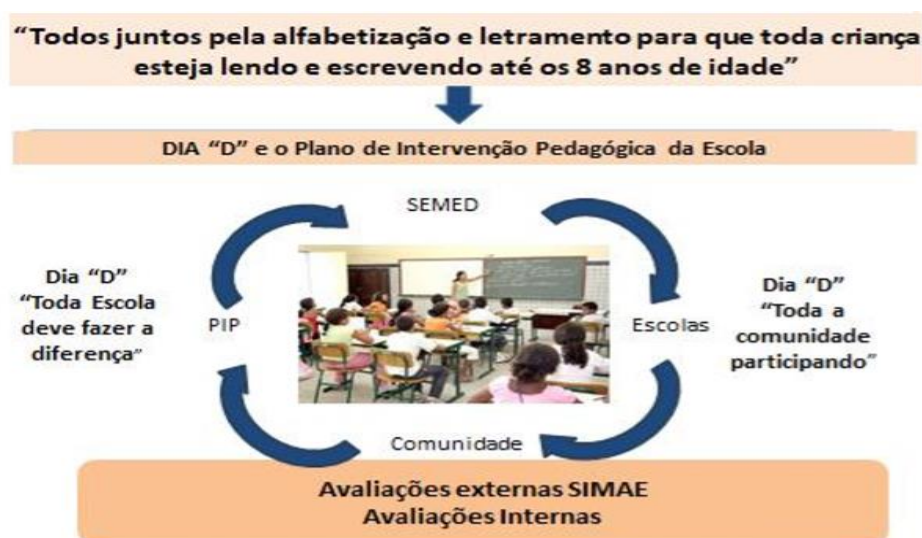 “Todos juntos pela alfabetização e letramento para que toda criança
esteja lendo e escrevendo até os 8 anos de idade”
DIA “D” e o Plano de Intervenção Pedagógica da Escola
SEMED
Dia “D”
“Toda Escola
deve fazer a
diferença”
PIP
Escolas
Dia “D”
“Toda a
comunidade
participando”
Comunidade
Avaliações externas SIMAE
Avaliações Internas